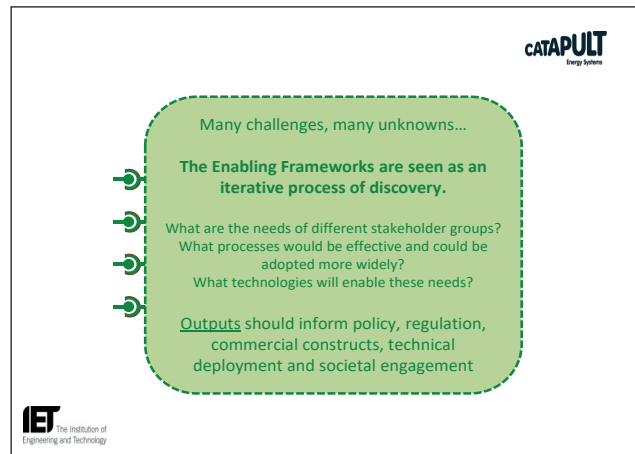 CATAPULT
Energy Systems
Many challenges, many unknowns...
The Enabling Frameworks are seen as an
iterative process of discovery.
What are the needs of different stakeholder groups?
What processes would be effective and could be
adopted more widely?
What technologies will enable these needs?
Outputs should inform policy, regulation,
commercial constructs, technical
deployment and societal engagement
IET The Institution of
Engineering and Technology